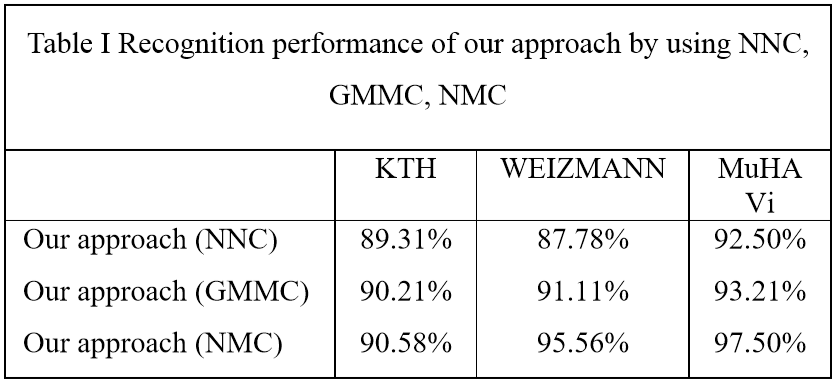 Table I Recognition performance of our approach by using NNC,
GMMC, NMC
KTH WEIZMANN MuHA
Vi
Our approach (NNC) 89.31% 87.78% 92.50%
Our approach (GMMC) 90.21% 91.11% 93.21%
Our approach (NMC) 90.58% 95.56% 97.50%